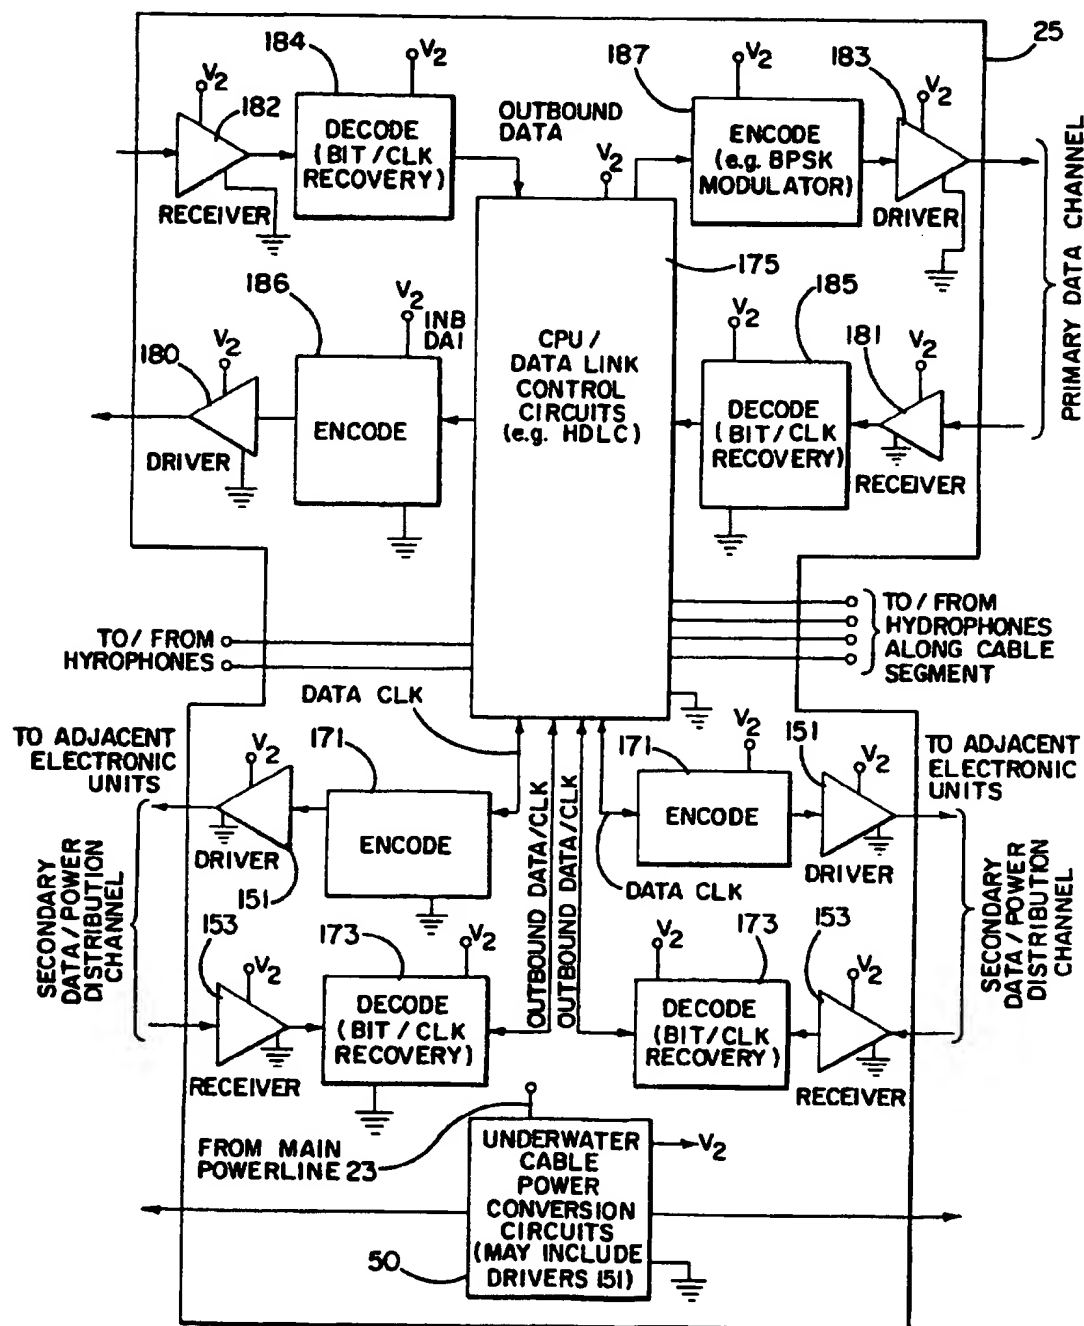 184
V2
187
V2
183
25
V2
182
DECODE
(BIT/CLK
RECOVERY)
OUTBOUND
DATA
V2
ENCODE
(e.g. BPSK
MODULATOR)
V2
RECEIVER
DRIVER
PRIMARY DATA CHANNEL
186
V2
INB
DAI
175
185
V2
180
V2
ENCODE
DRIVER
CPU/
DATA LINK
CONTROL
CIRCUITS
(e.g. HDLC)
DECODE
(BIT/CLK
RECOVERY)
181
V2
RECEIVER
TO/FROM
HYROPHONES
TO/FROM
HYDROPHONES
ALONG CABLE
SEGMENT
DATA CLK
TO ADJACENT
ELECTRONIC
UNITS
V2
171
ENCODE
DRIVER
151
171
V2
ENCODE
DATA CLK
151
V2
DRIVER
TO ADJACENT
ELECTRONIC
UNITS
SECONDARY
DATA/POWER
DISTRIBUTION
CHANNEL
OUTBOUND DATA/CLK
OUTBOUND DATA/CLK
SECONDARY
DATA/POWER
DISTRIBUTION
CHANNEL
153
V2
RECEIVER
173
V2
DECODE
(BIT/CLK
RECOVERY)
V2
173
DECODE
(BIT/CLK
RECOVERY)
153
V2
RECEIVER
FROM MAIN
POWERLINE 23
UNDERWATER
CABLE
POWER
CONVERSION
CIRCUITS
(MAY INCLUDE
DRIVERS 151)
V2
50